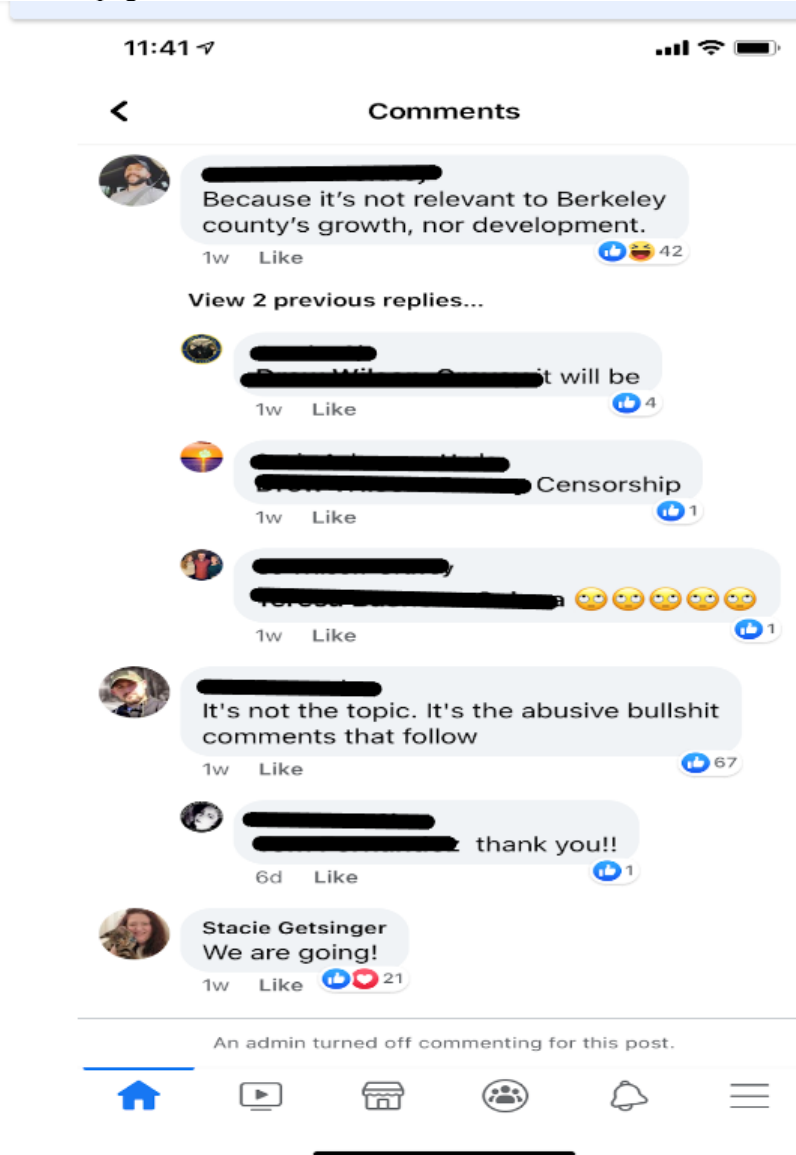 11:41
Comments
Because it’s not relevant to Berkeley
county’s growth, nor development.
42
1w Like
View 2 previous replies...
it will be
4
1w Like
Censorship
1
1w Like
🙄🙄🙄🙄🙄
1
1w Like
It's not the topic. It's the abusive bullshit
comments that follow
67
1w Like
thank you!!
1
6d Like
Stacie Getsinger
We are going!
1w Like 21
An admin turned off commenting for this post.